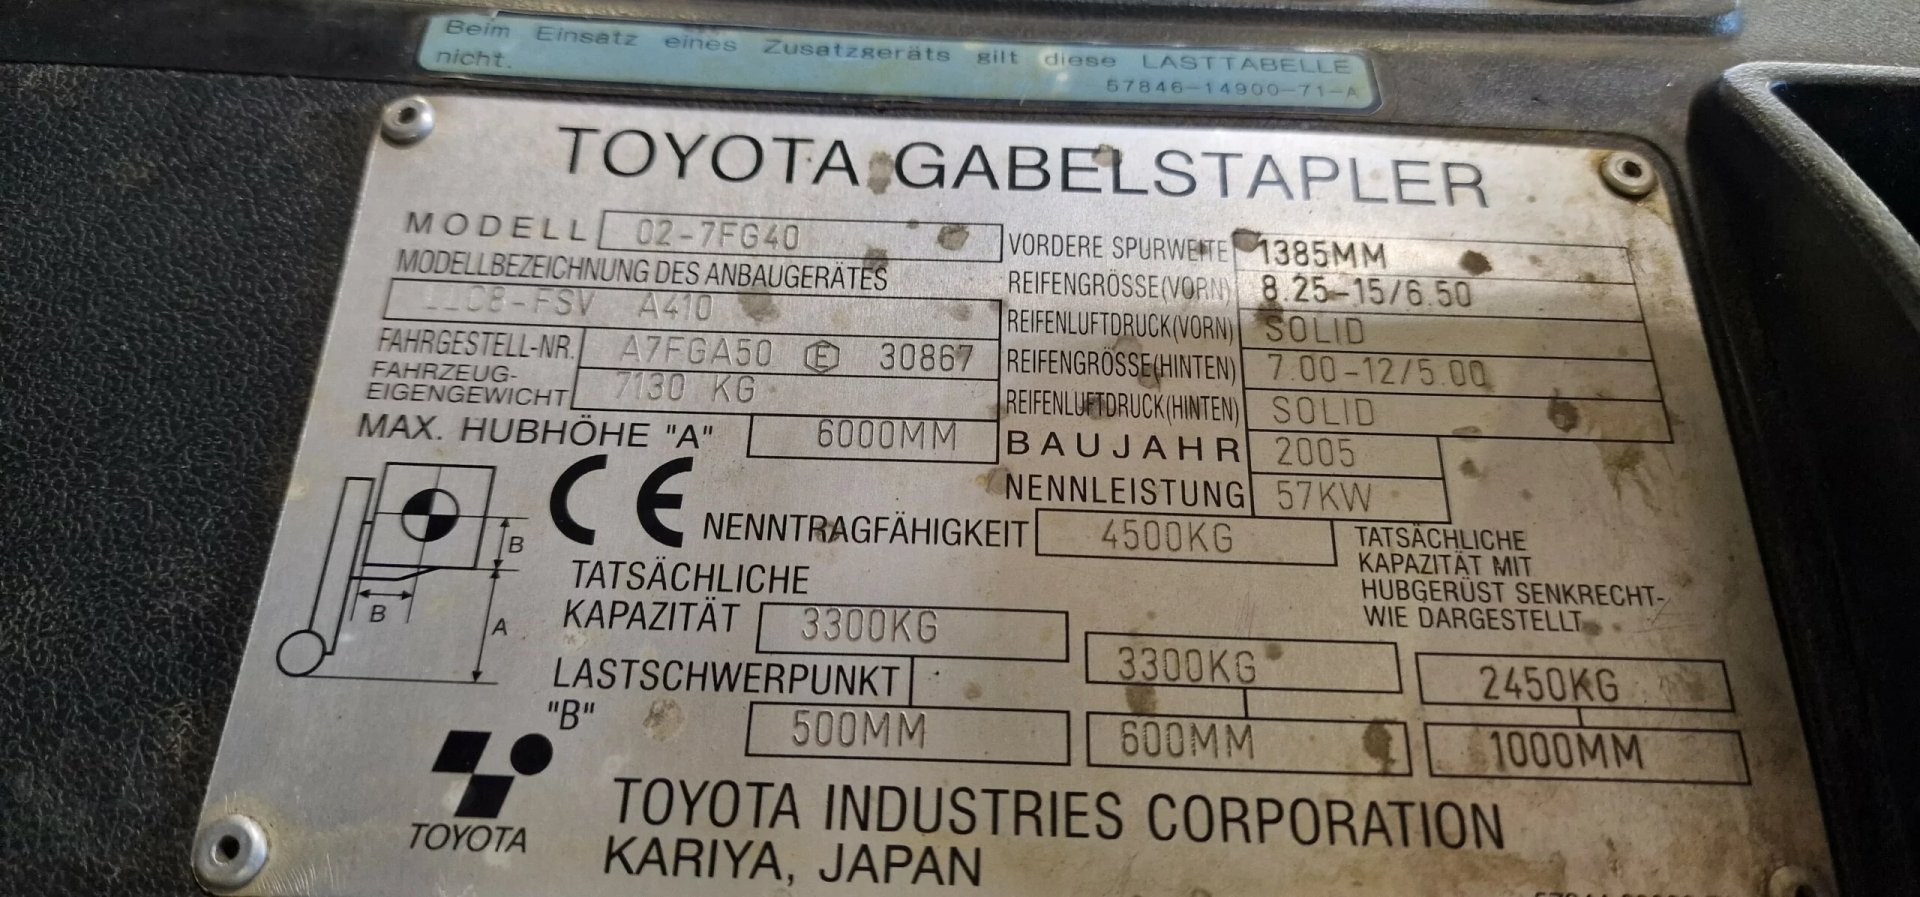 Beim Einsatz eines Zusatzgeräts gilt diese LASTTABELLE
nicht.
57846-14900-71-A
TOYOTA GABELSTAPLER
MODELL 02-7FG40
MODELLBEZEICHNUNG DES ANBAUGERÄTES
A410
FAHRGESTELL-NR. A7FGA50 E 30867
FAHRZEUG-
EIGENGEWICHT 7130 KG
MAX. HUBHÖHE "A" 6000MM
VORDERE SPURWEITE 1385MM
REIFENGRÖSSE(VORN) 8.25-15/6.50
REIFENLUFTDRUCK(VORN) SOLID
REIFENGRÖSSE(HINTEN) 7.00-12/5.00
REIFENLUFTDRUCK(HINTEN) SOLID
BAUJAHR 2005
NENNLEISTUNG 57KW
B
B
A
CE
NENNTRAGFÄHIGKEIT 4500KG
TATSÄCHLICHE
KAPAZITÄT MIT
HUBGERÜST SENKRECHT-
WIE DARGESTELLT
TATSÄCHLICHE
KAPAZITÄT 3300KG 3300KG 2450KG
LASTSCHWERPUNKT
"B" 500MM 600MM 1000MM
TOYOTA
TOYOTA INDUSTRIES CORPORATION
KARIYA, JAPAN